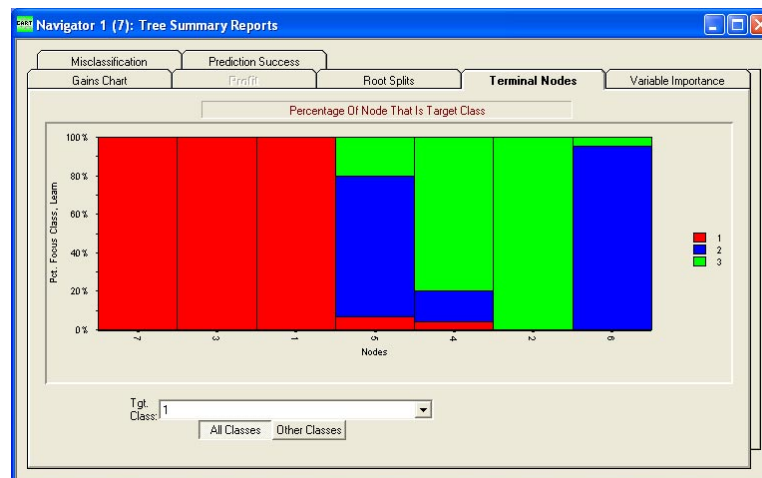 CART Navigator 1 (7): Tree Summary Reports
Misclassification Prediction Success
Gains Chart Profit Root Splits Terminal Nodes Variable Importance
Percentage Of Node That Is Target Class
100 %
80 %
60 %
40 %
20 %
0 %
Pct. Focus Class, Learn
7 3 1 5 4 2 6
Nodes
1
2
3
Tgt. Class: 1
All Classes Other Classes